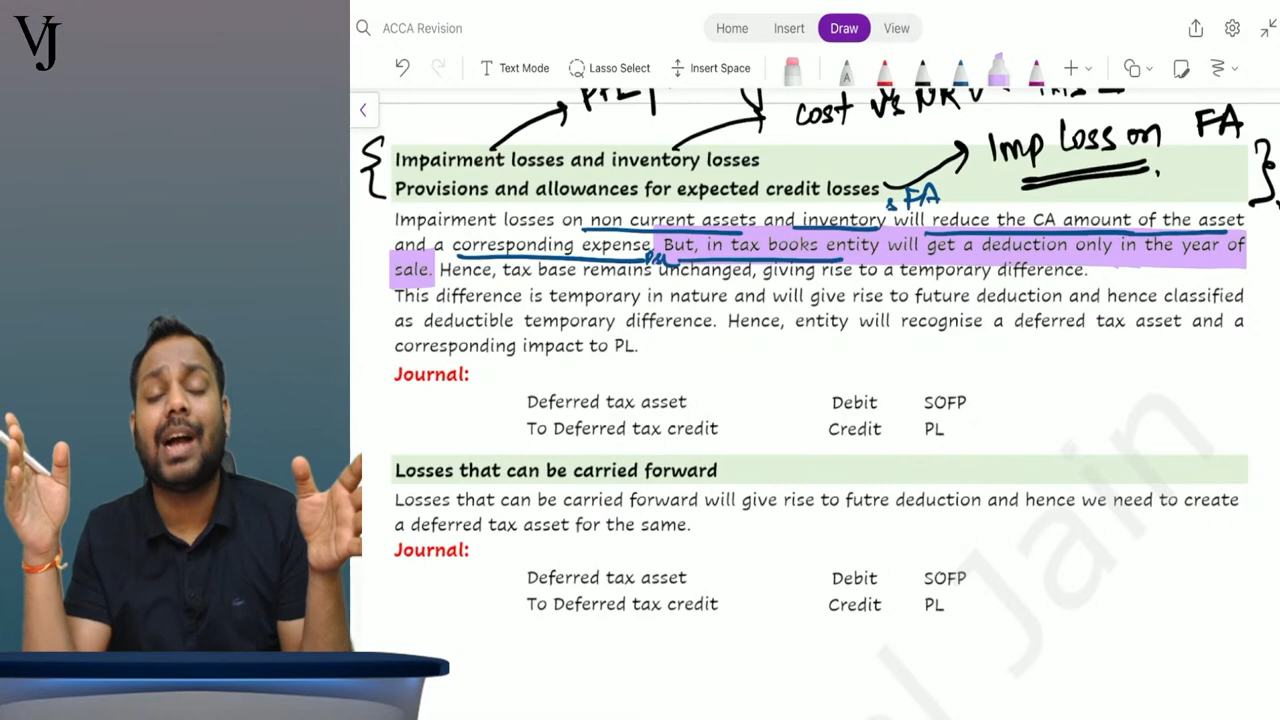 VJ
ACCA Revision
Home Insert Draw View
Text Mode Lasso Select Insert Space
cost Vs NRV
Imp Loss on FA
Impairment losses and inventory losses
Provisions and allowances for expected credit losses
& FA
Impairment losses on non current assets and inventory will reduce the CA amount of the asset
and a corresponding expense. But, in tax books entity will get a deduction only in the year of
sale. Hence, tax base remains unchanged, giving rise to a temporary difference.
This difference is temporary in nature and will give rise to future deduction and hence classified
as deductible temporary difference. Hence, entity will recognise a deferred tax asset and a
corresponding impact to PL.
Journal:
Deferred tax asset Debit SOFP
To Deferred tax credit Credit PL
Losses that can be carried forward
Losses that can be carried forward will give rise to futre deduction and hence we need to create
a deferred tax asset for the same.
Journal:
Deferred tax asset Debit SOFP
To Deferred tax credit Credit PL
Jain